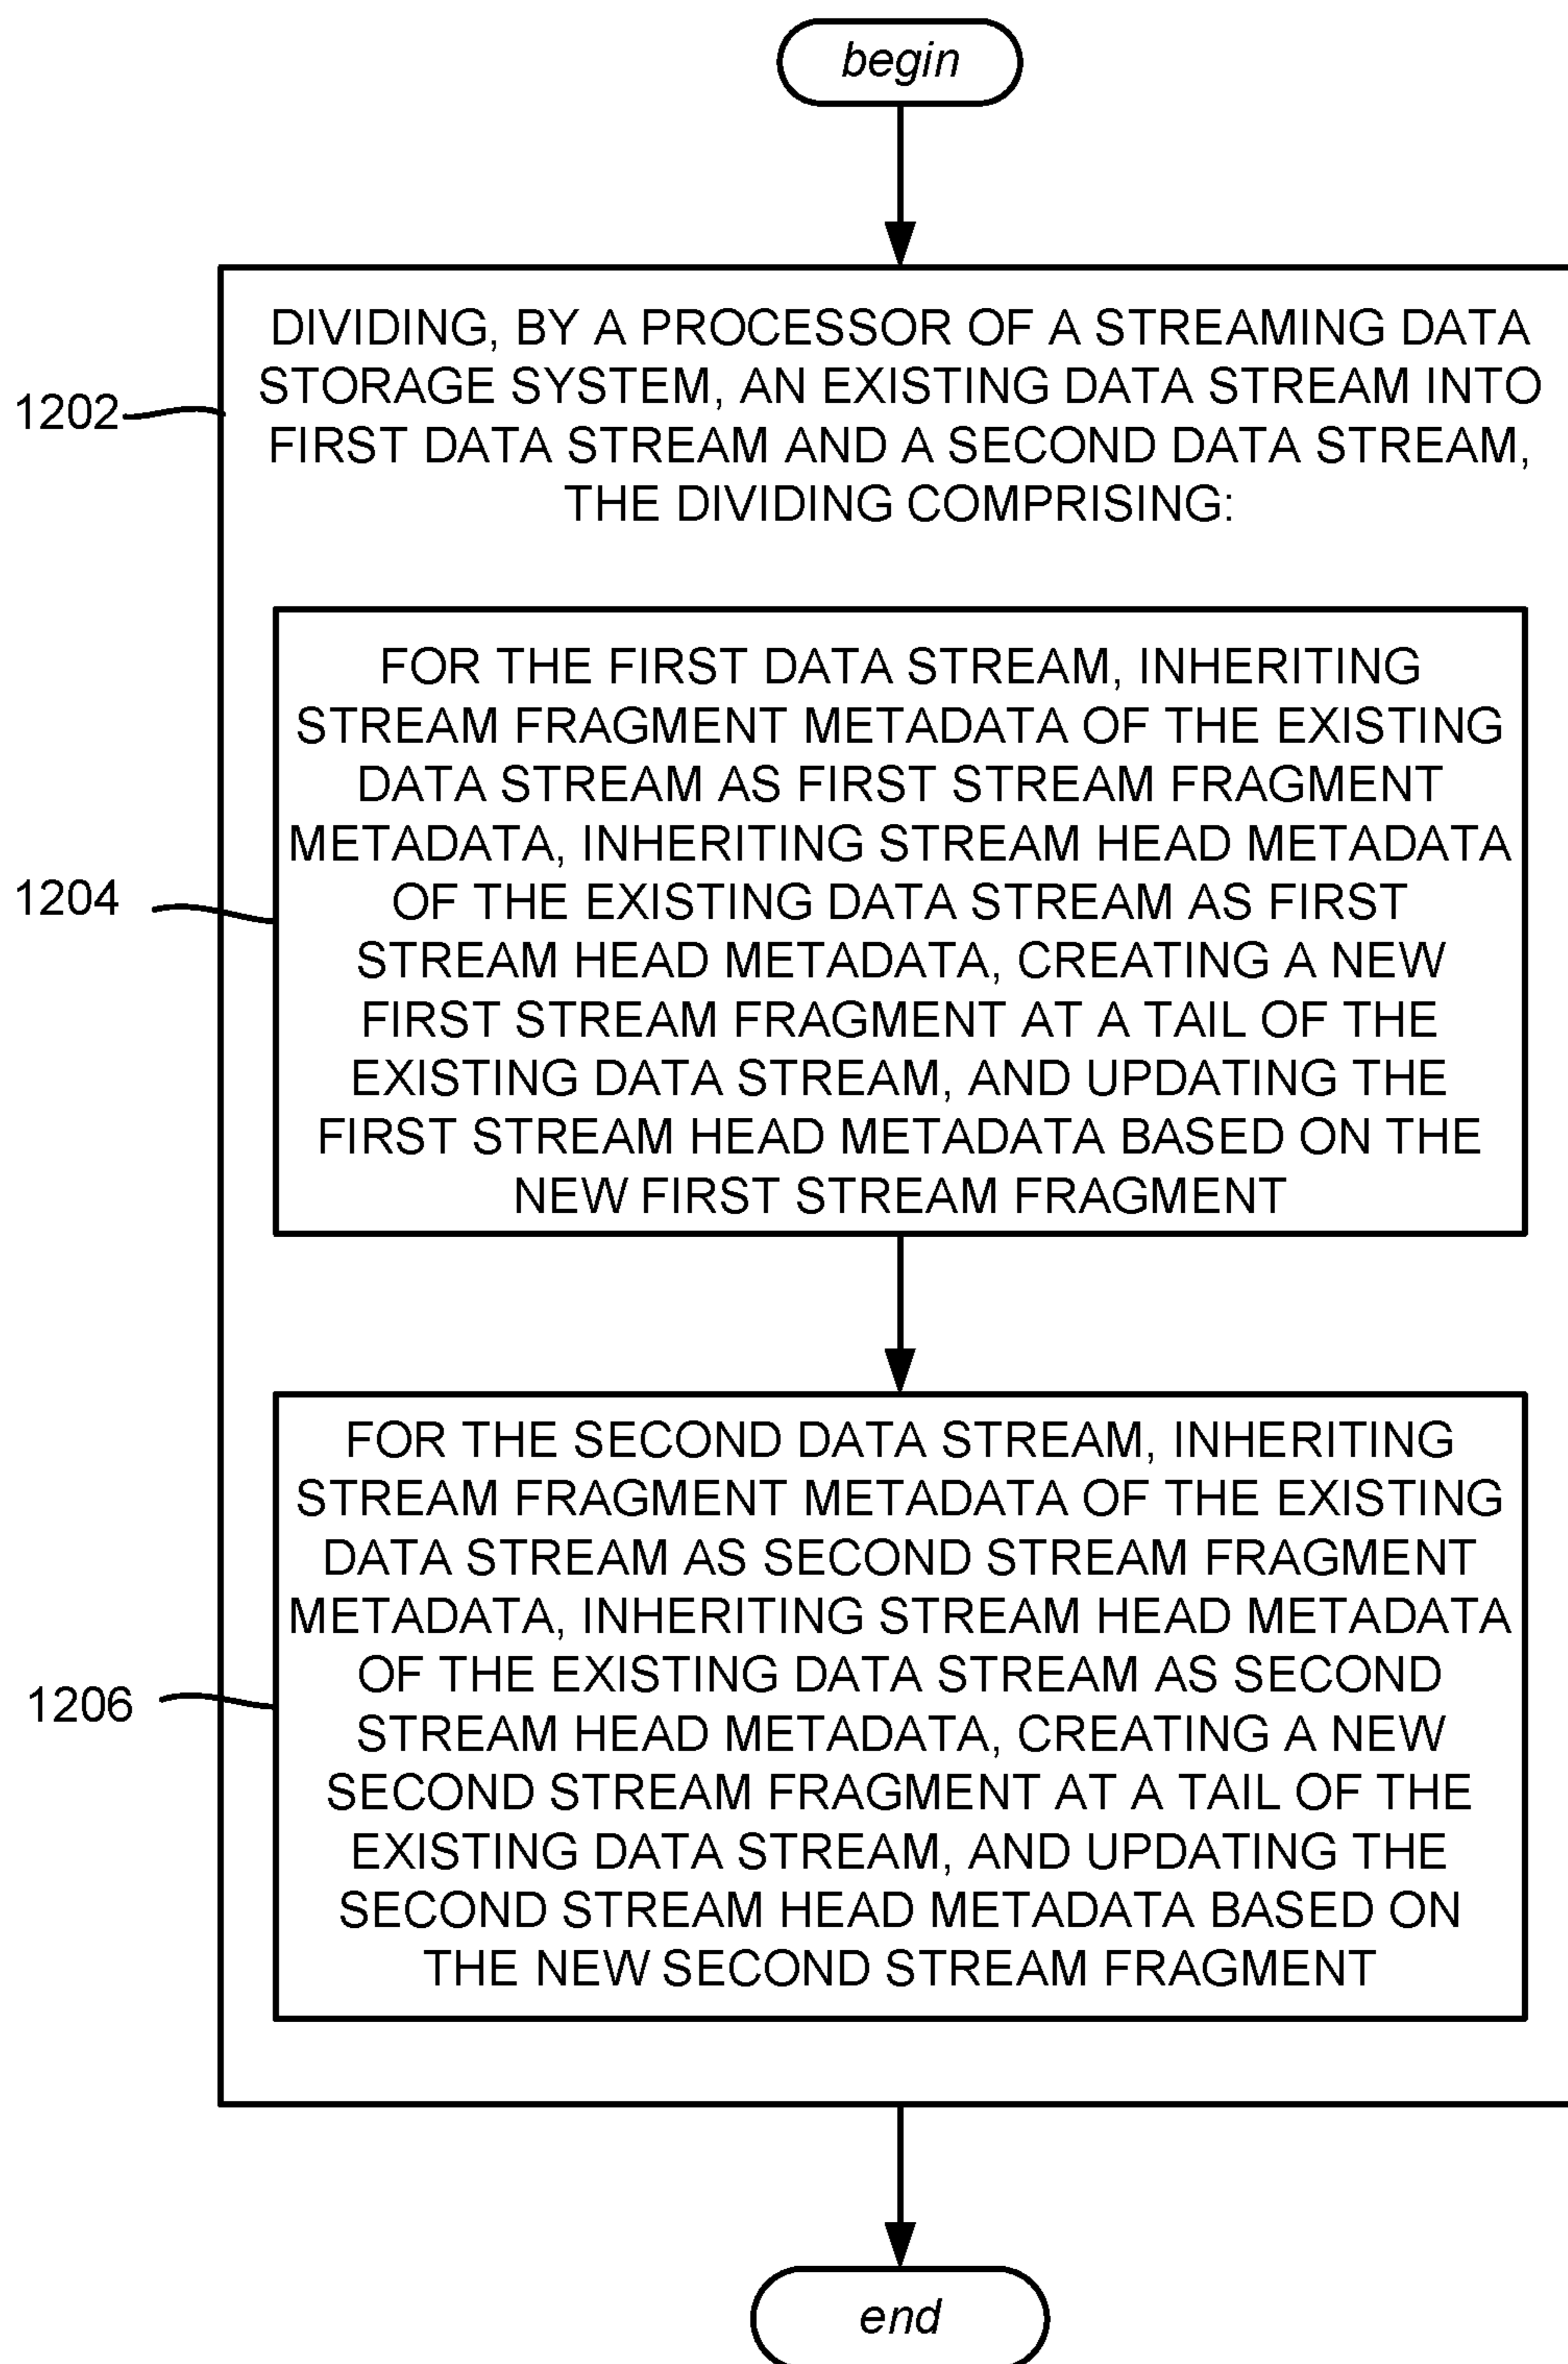 begin
DIVIDING, BY A PROCESSOR OF A STREAMING DATA
STORAGE SYSTEM, AN EXISTING DATA STREAM INTO
FIRST DATA STREAM AND A SECOND DATA STREAM,
THE DIVIDING COMPRISING:
1202
FOR THE FIRST DATA STREAM, INHERITING
STREAM FRAGMENT METADATA OF THE EXISTING
DATA STREAM AS FIRST STREAM FRAGMENT
METADATA, INHERITING STREAM HEAD METADATA
OF THE EXISTING DATA STREAM AS FIRST
STREAM HEAD METADATA, CREATING A NEW
FIRST STREAM FRAGMENT AT A TAIL OF THE
EXISTING DATA STREAM, AND UPDATING THE
FIRST STREAM HEAD METADATA BASED ON THE
NEW FIRST STREAM FRAGMENT
1204
FOR THE SECOND DATA STREAM, INHERITING
STREAM FRAGMENT METADATA OF THE EXISTING
DATA STREAM AS SECOND STREAM FRAGMENT
METADATA, INHERITING STREAM HEAD METADATA
OF THE EXISTING DATA STREAM AS SECOND
STREAM HEAD METADATA, CREATING A NEW
SECOND STREAM FRAGMENT AT A TAIL OF THE
EXISTING DATA STREAM, AND UPDATING THE
SECOND STREAM HEAD METADATA BASED ON
THE NEW SECOND STREAM FRAGMENT
1206
end